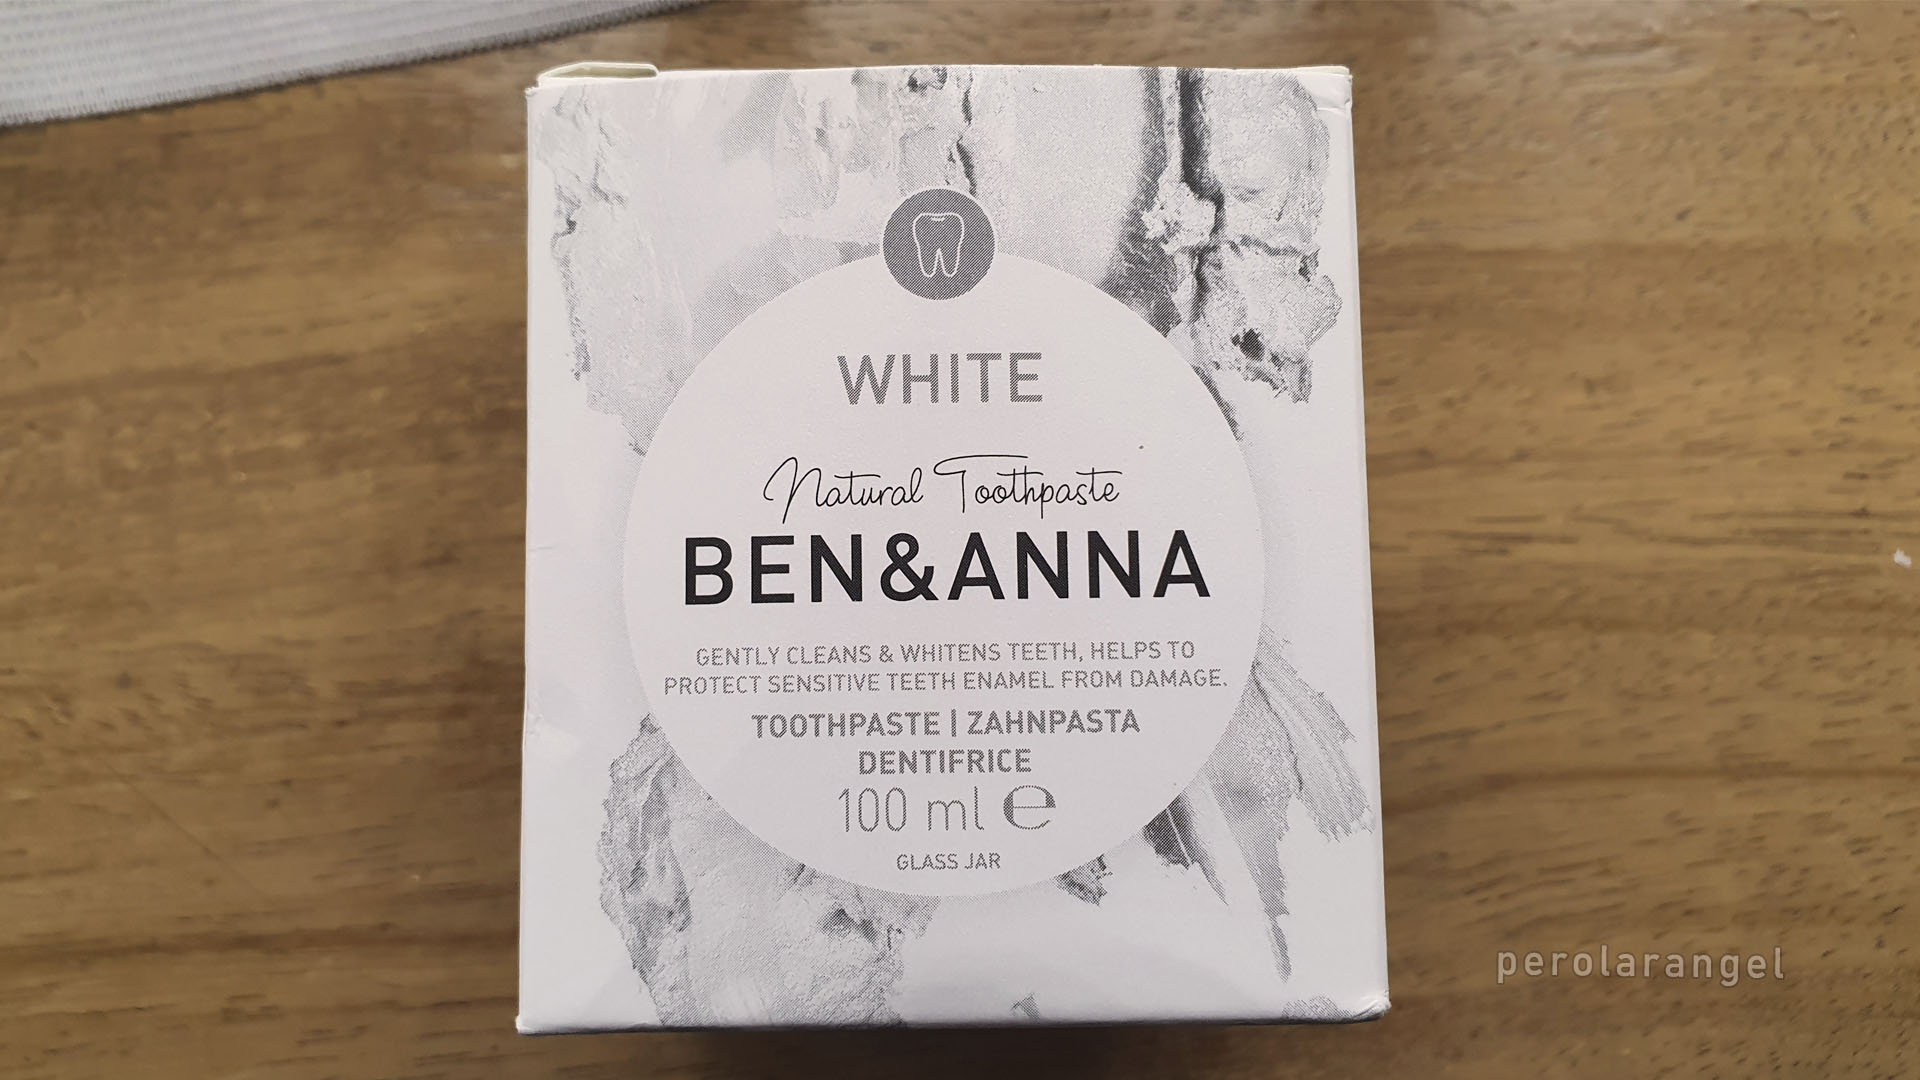 WHITE
Natural Toothpaste
BEN&ANNA
GENTLY CLEANS & WHITENS TEETH, HELPS TO
PROTECT SENSITIVE TEETH ENAMEL FROM DAMAGE.
TOOTHPASTE | ZAHNPASTA
DENTIFRICE
100 ml ℮
GLASS JAR
perolarangel